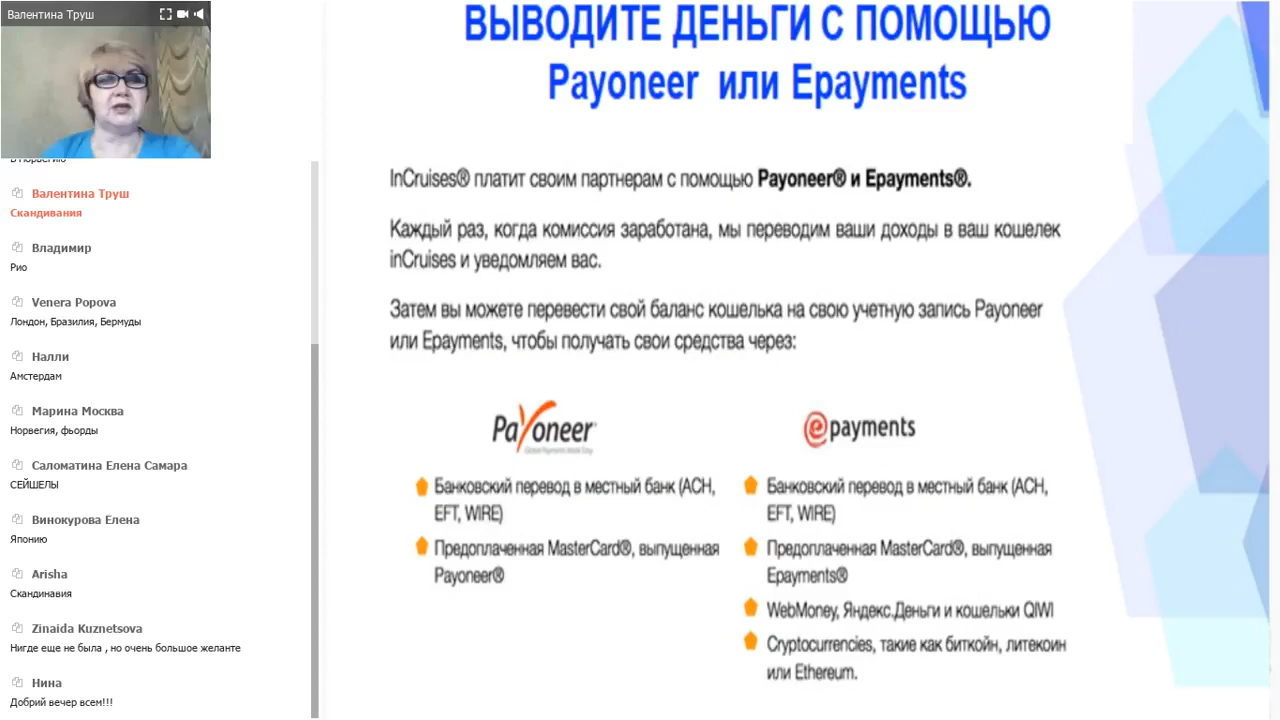 Валентина Труш
В Норвегию
Валентина Труш
Скандивания
Владимир
Рио
Venera Popova
Лондон, Бразилия, Бермуды
Налли
Амстердам
Марина Москва
Норвегия, фьорды
Саломатина Елена Самара
СЕЙШЕЛЫ
Винокурова Елена
Японию
Arisha
Скандинавия
Zinaida Kuznetsova
Нигде еще не была , но очень большое желанте
Нина
Добрий вечер всем!!!
ВЫВОДИТЕ ДЕНЬГИ С ПОМОЩЬЮ
Payoneer или Epayments
InCruises® платит своим партнерам с помощью Payoneer® и Epayments®.
Каждый раз, когда комиссия заработана, мы переводим ваши доходы в ваш кошелек
inCruises и уведомляем вас.
Затем вы можете перевести свой баланс кошелька на свою учетную запись Payoneer
или Epayments, чтобы получать свои средства через:
Payoneer
Global Payments Made Easy
Банковский перевод в местный банк (ACH,
EFT, WIRE)
Предоплаченная MasterCard®, выпущенная
Payoneer®
epayments
Банковский перевод в местный банк (ACH,
EFT, WIRE)
Предоплаченная MasterCard®, выпущенная
Epayments®
WebMoney, Яндекс.Деньги и кошельки QIWI
Cryptocurrencies, такие как биткойн, литекоин
или Ethereum.